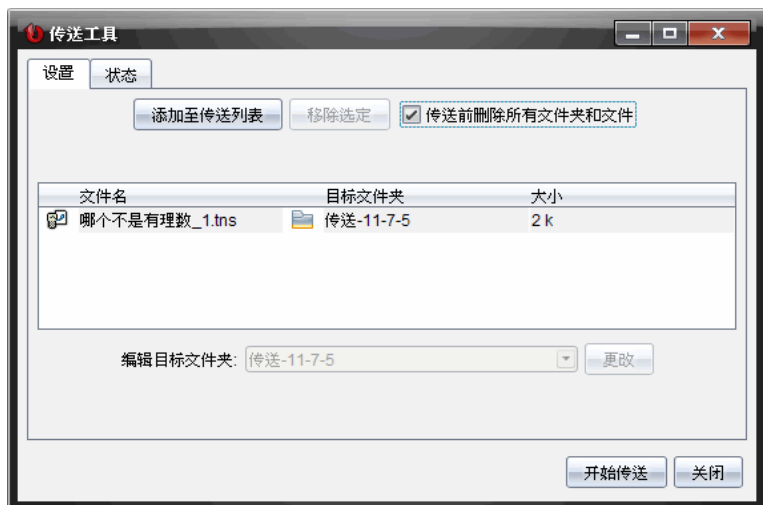 传送工具
设置 状态
添加至传送列表 移除选定 传送前删除所有文件夹和文件
文件名 目标文件夹 大小
哪个不是有理数_1.tns 传送-11-7-5 2 k
编辑目标文件夹: 传送-11-7-5 更改
开始传送 关闭